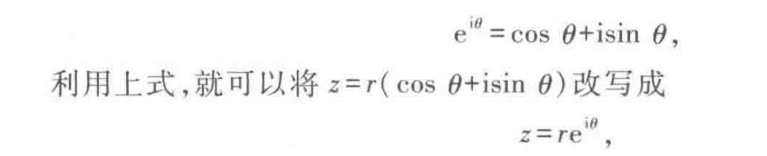 e^{iθ}=cos θ+isin θ,
利用上式,就可以将 z=r(cos θ+isin θ)改写成
z=re^{iθ},